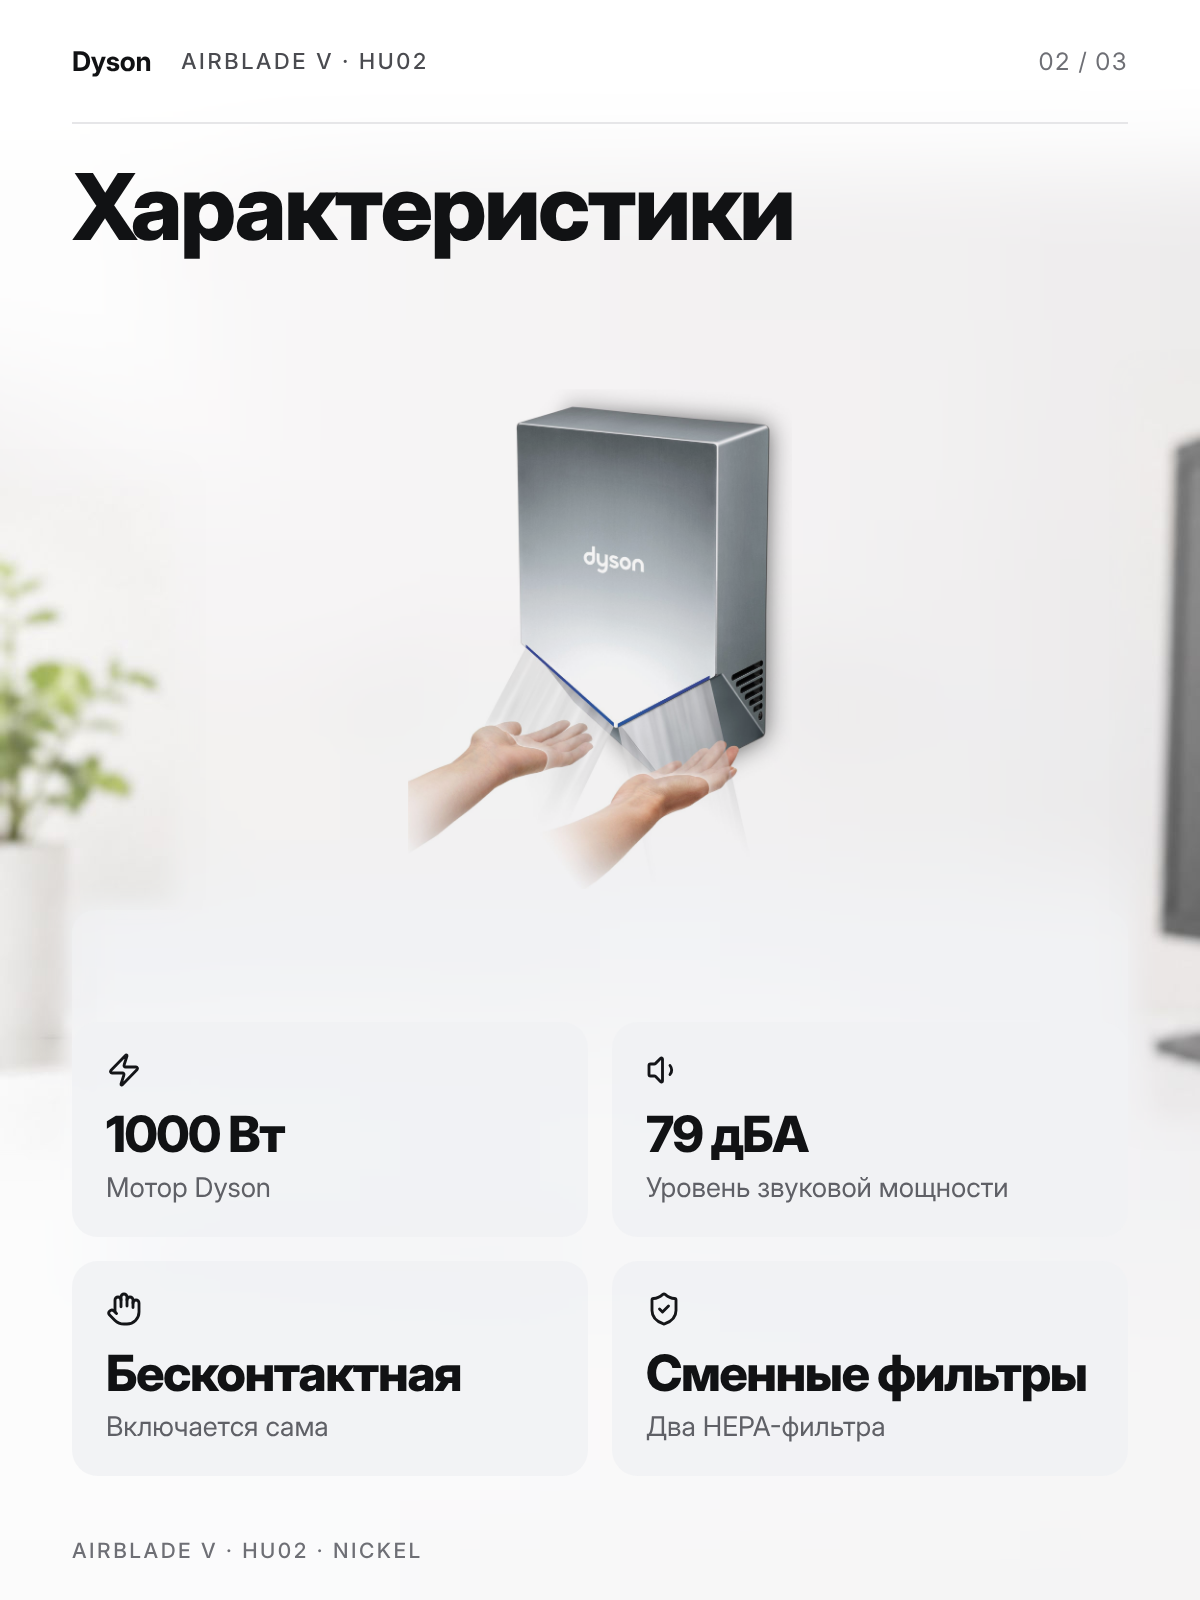 Dyson AIRBLADE V · HU02 02 / 03
Характеристики
dyson
1000 Вт
Мотор Dyson
79 дБА
Уровень звуковой мощности
Бесконтактная
Включается сама
Сменные фильтры
Два HEPA-фильтра
AIRBLADE V · HU02 · NICKEL